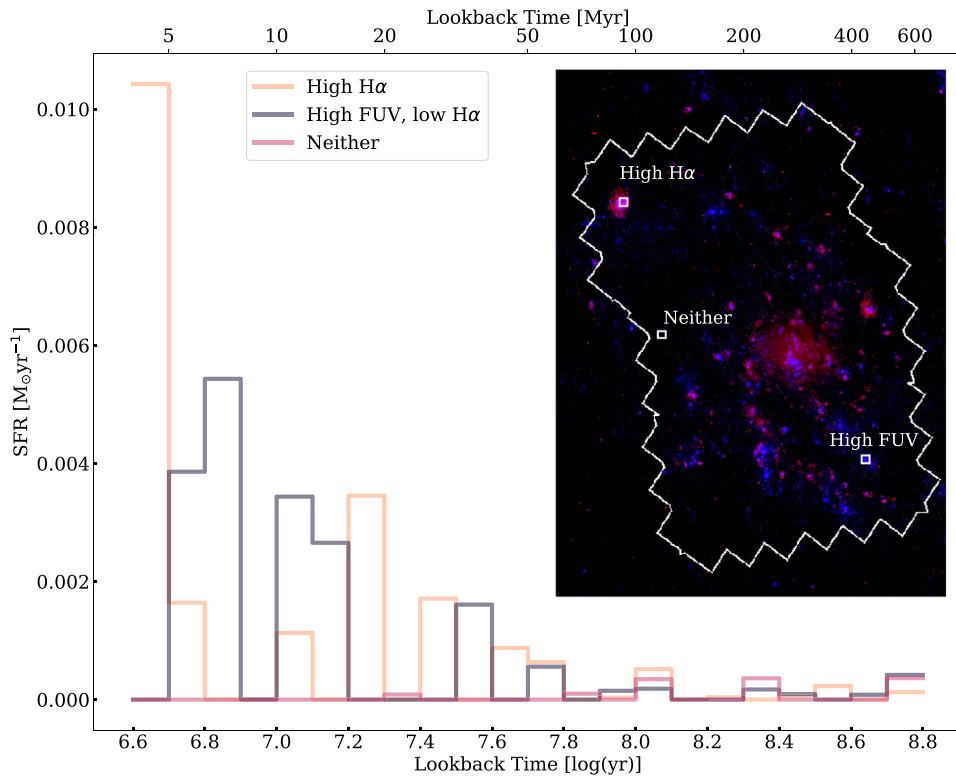 Lookback Time [Myr]
5 10 20 50 100 200 400 600
High Hα
High FUV, low Hα
Neither
High Hα
Neither
High FUV
SFR [M⊙yr⁻¹]
0.010
0.008
0.006
0.004
0.002
0.000
6.6 6.8 7.0 7.2 7.4 7.6 7.8 8.0 8.2 8.4 8.6 8.8
Lookback Time [log(yr)]